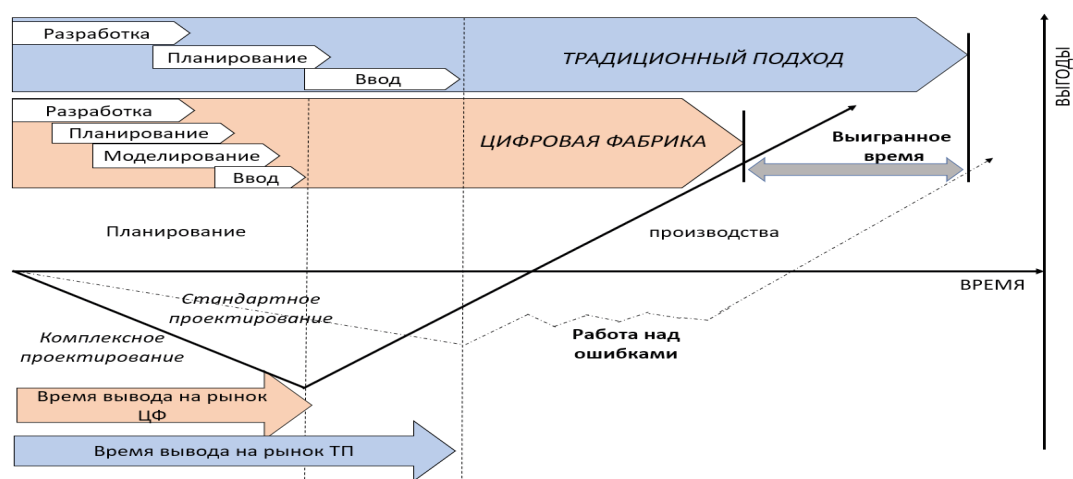 Разработка
Планирование
Ввод
ТРАДИЦИОННЫЙ ПОДХОД
ВЫГОДЫ
Разработка
Планирование
Моделирование
Ввод
ЦИФРОВАЯ ФАБРИКА
Выигранное
время
Планирование
производства
ВРЕМЯ
Стандартное
проектирование
Комплексное
проектирование
Работа над
ошибками
Время вывода на рынок
ЦФ
Время вывода на рынок ТП